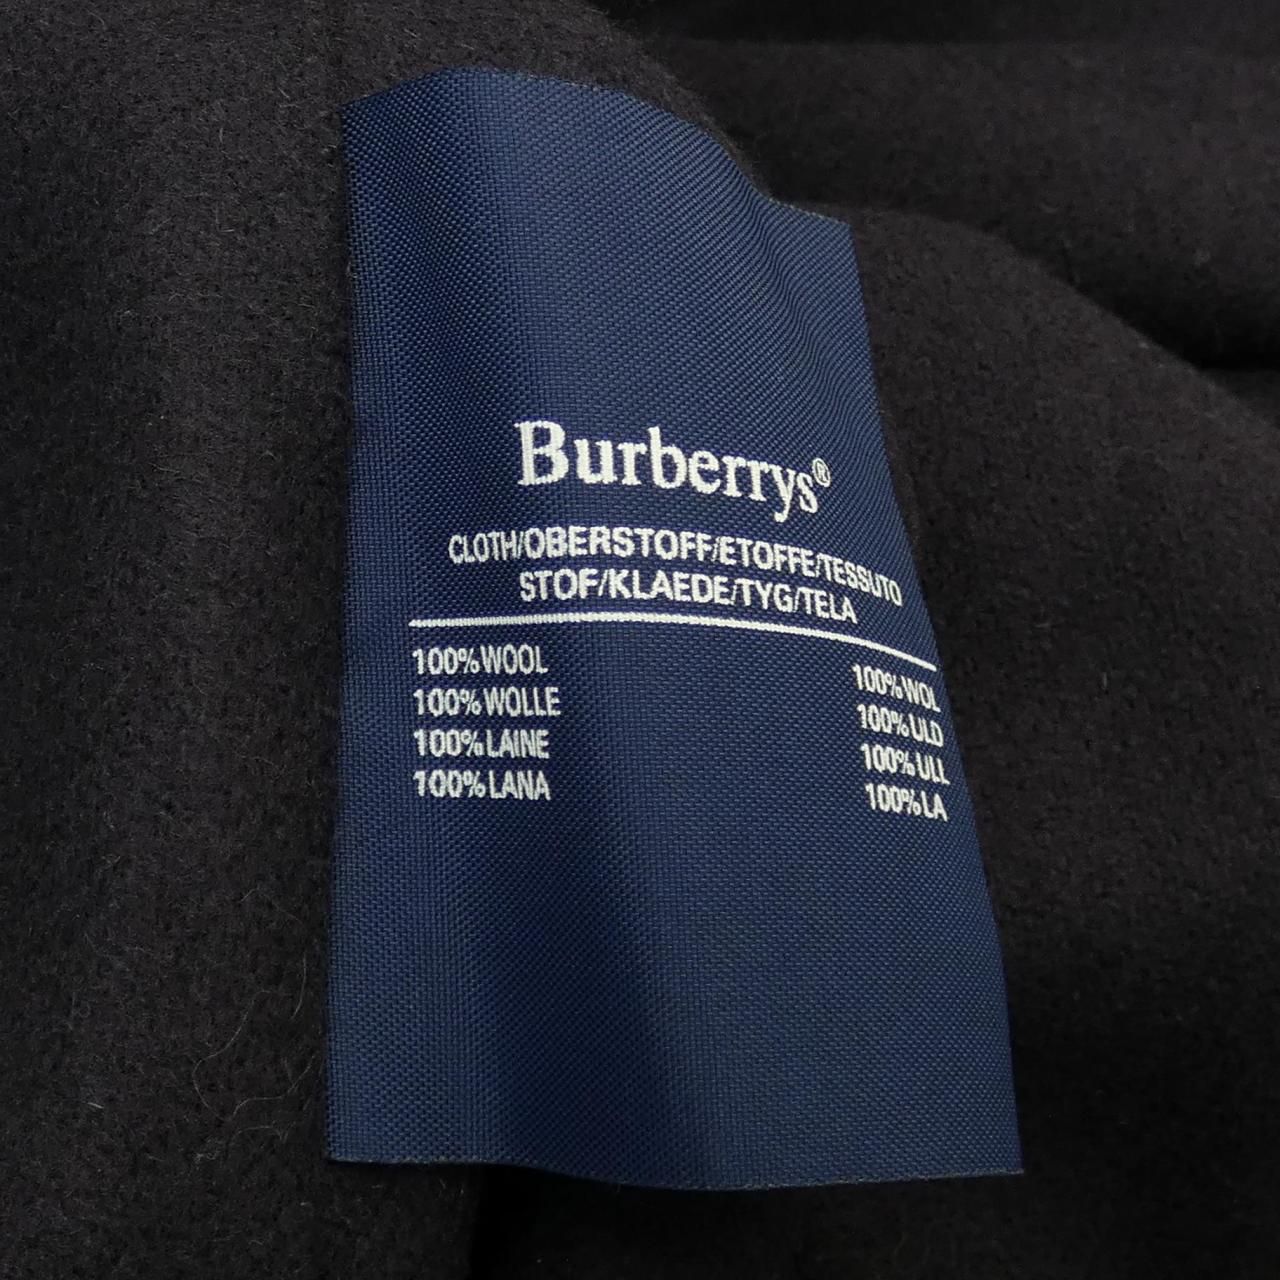 Burberrys®
CLOTH/OBERSTOFF/ETOFFE/TESSUTO
STOF/KLAEDE/TYG/TELA
100% WOOL
100% WOLLE
100% LAINE
100% LANA
100% WOL
100% ULD
100% ULL
100% LA